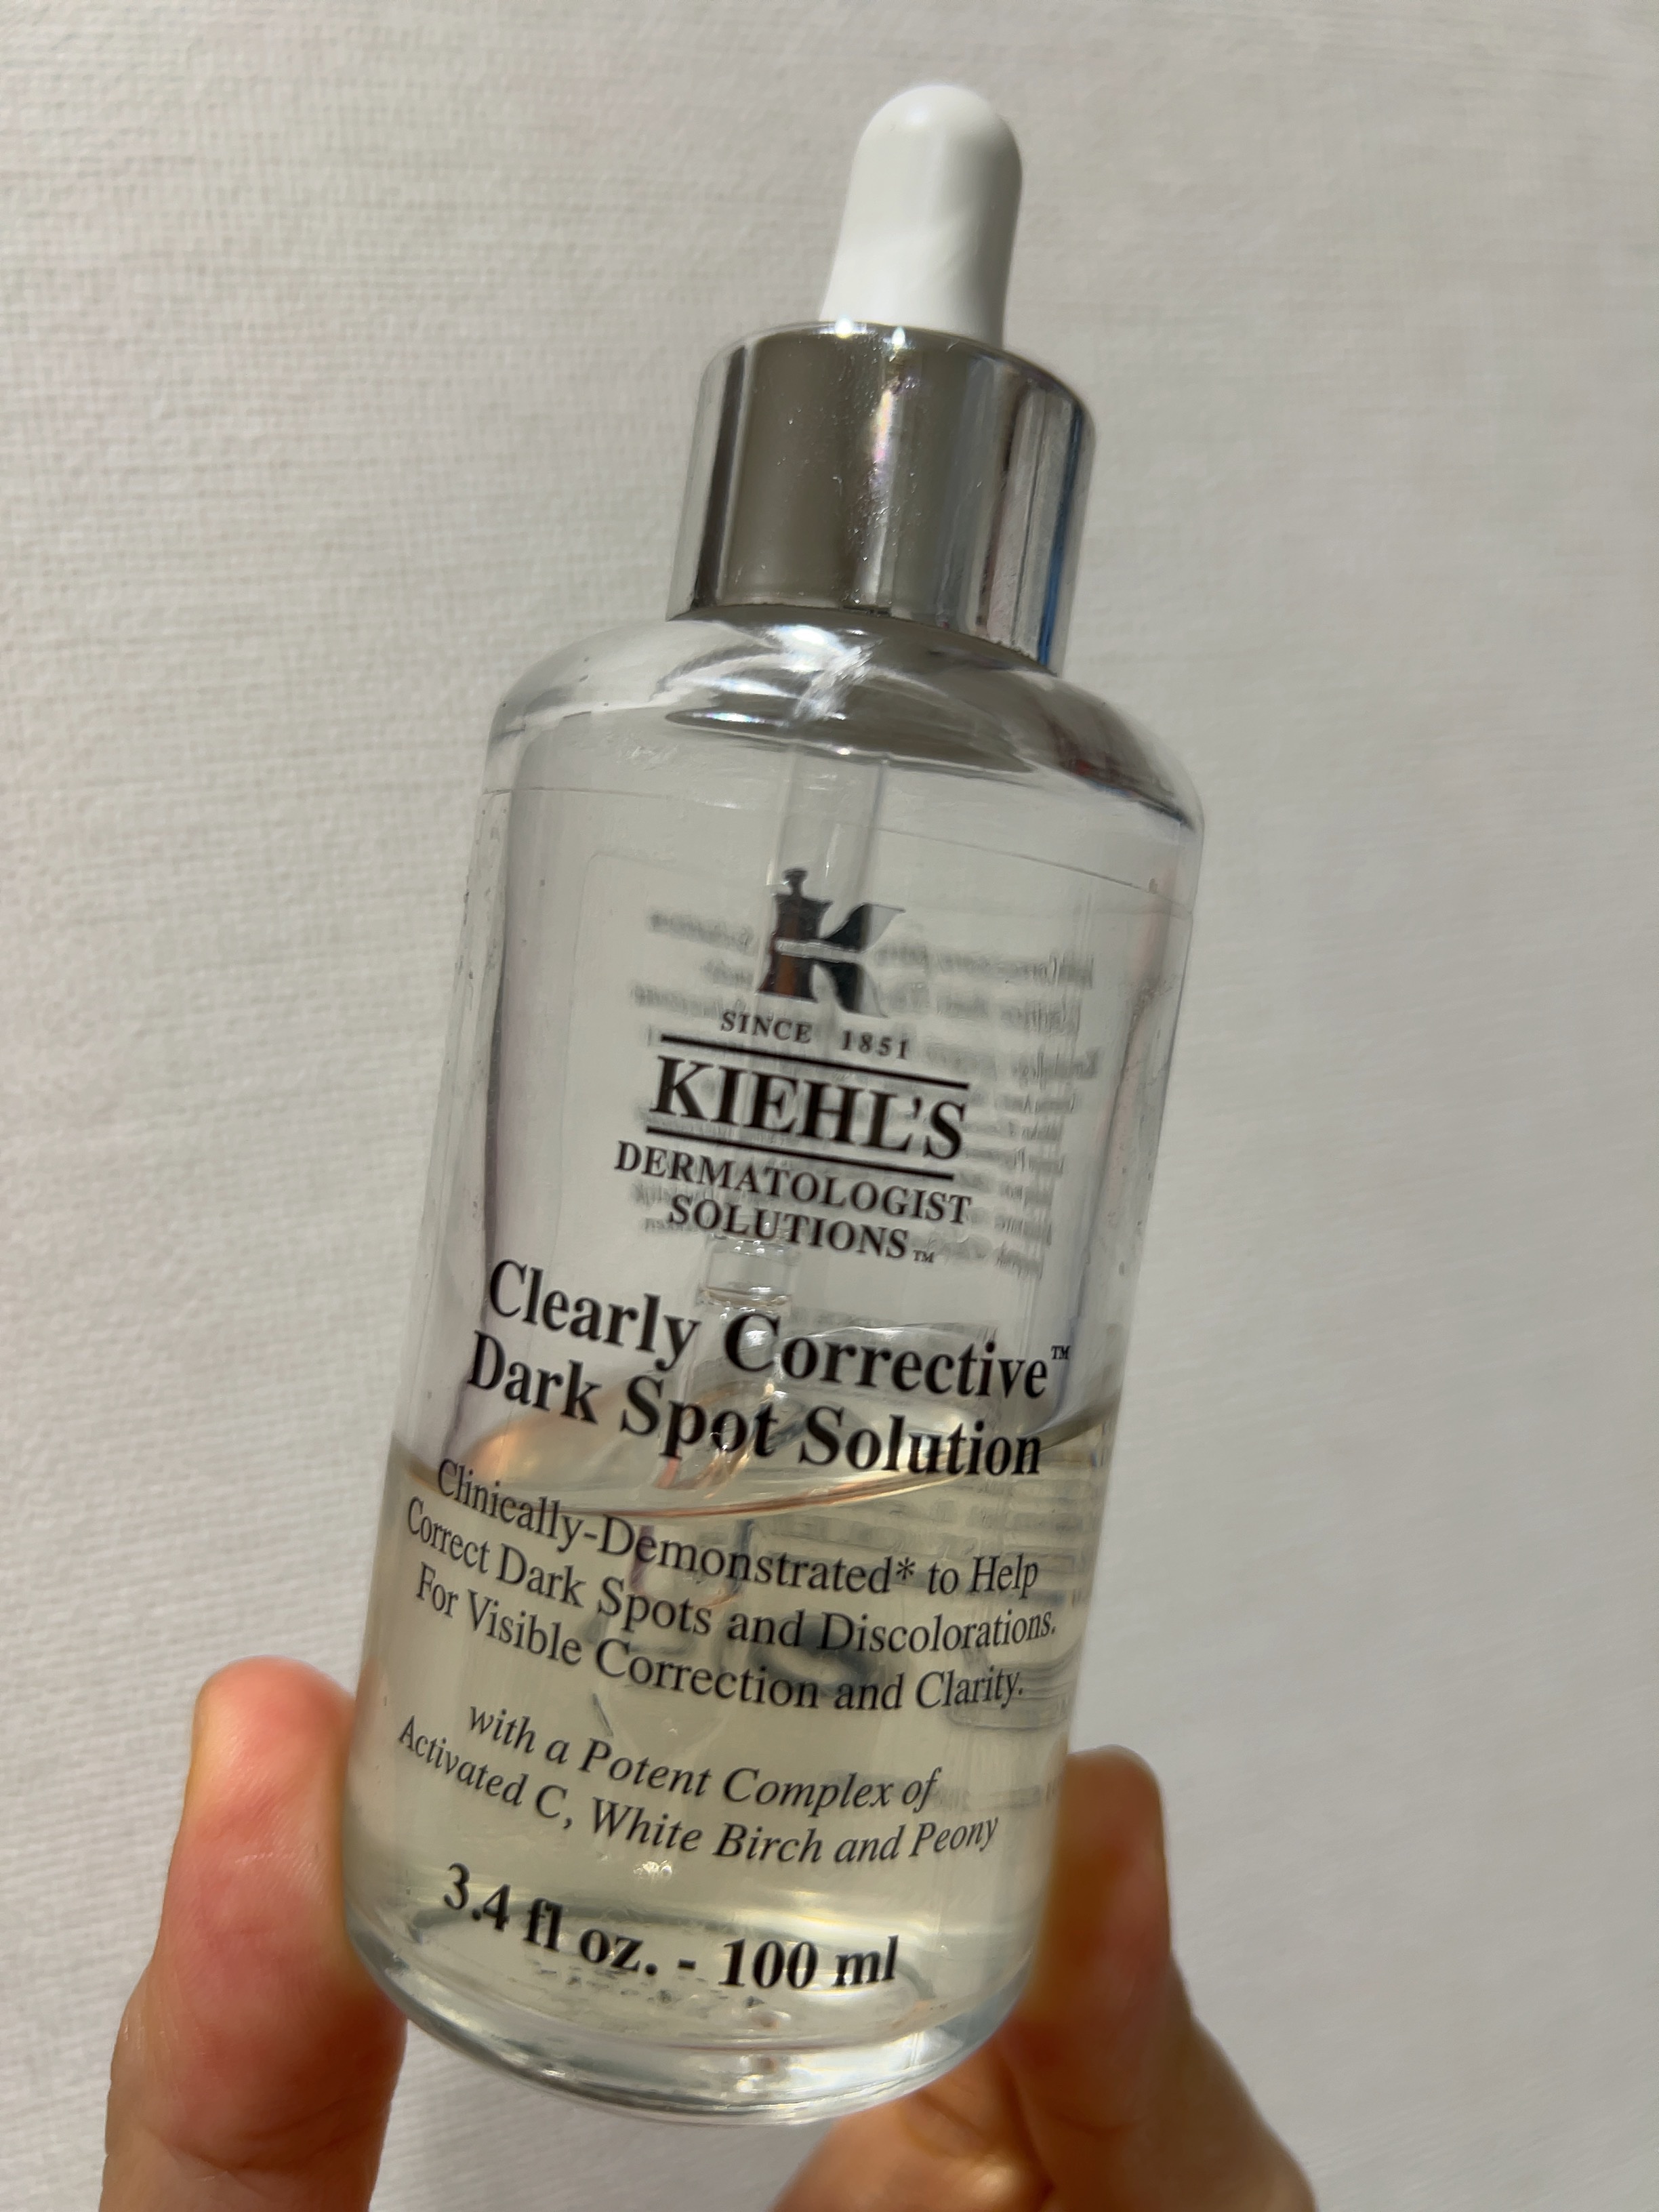 K
SINCE 1851
KIEHL'S
DERMATOLOGIST
SOLUTIONS™
Clearly Corrective™
Dark Spot Solution
Clinically-Demonstrated* to Help
Correct Dark Spots and Discolorations.
For Visible Correction and Clarity.
with a Potent Complex of
Activated C, White Birch and Peony
3.4 fl oz. - 100 ml